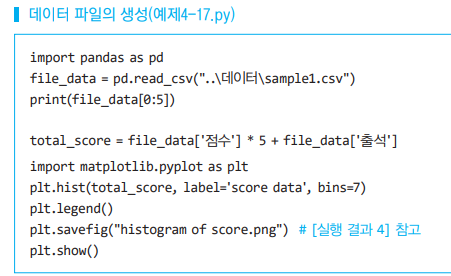 데이터 파일의 생성(예제4-17.py)
import pandas as pd
file_data = pd.read_csv("..\데이터\sample1.csv")
print(file_data[0:5])
total_score = file_data['점수'] * 5 + file_data['출석']
import matplotlib.pyplot as plt
plt.hist(total_score, label='score data', bins=7)
plt.legend()
plt.savefig("histogram of score.png") # [실행 결과 4] 참고
plt.show()